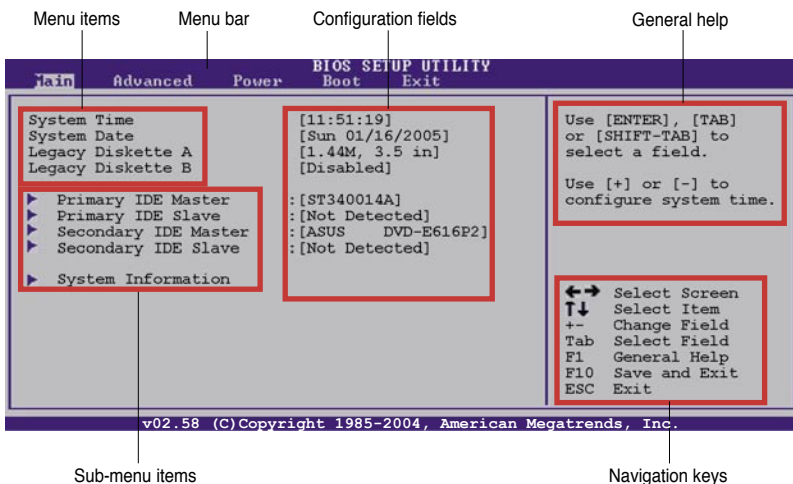 Menu items Menu bar Configuration fields General help
BIOS SETUP UTILITY
Main Advanced Power Boot Exit
System Time [11:51:19]
System Date [Sun 01/16/2005]
Legacy Diskette A [1.44M, 3.5 in]
Legacy Diskette B [Disabled]
Primary IDE Master :[ST340014A]
Primary IDE Slave :[Not Detected]
Secondary IDE Master :[ASUS DVD-E616P2]
Secondary IDE Slave :[Not Detected]
System Information
Use [ENTER], [TAB]
or [SHIFT-TAB] to
select a field.
Use [+] or [-] to
configure system time.
←→ Select Screen
↑↓ Select Item
+- Change Field
Tab Select Field
F1 General Help
F10 Save and Exit
ESC Exit
v02.58 (C)Copyright 1985-2004, American Megatrends, Inc.
Sub-menu items Navigation keys